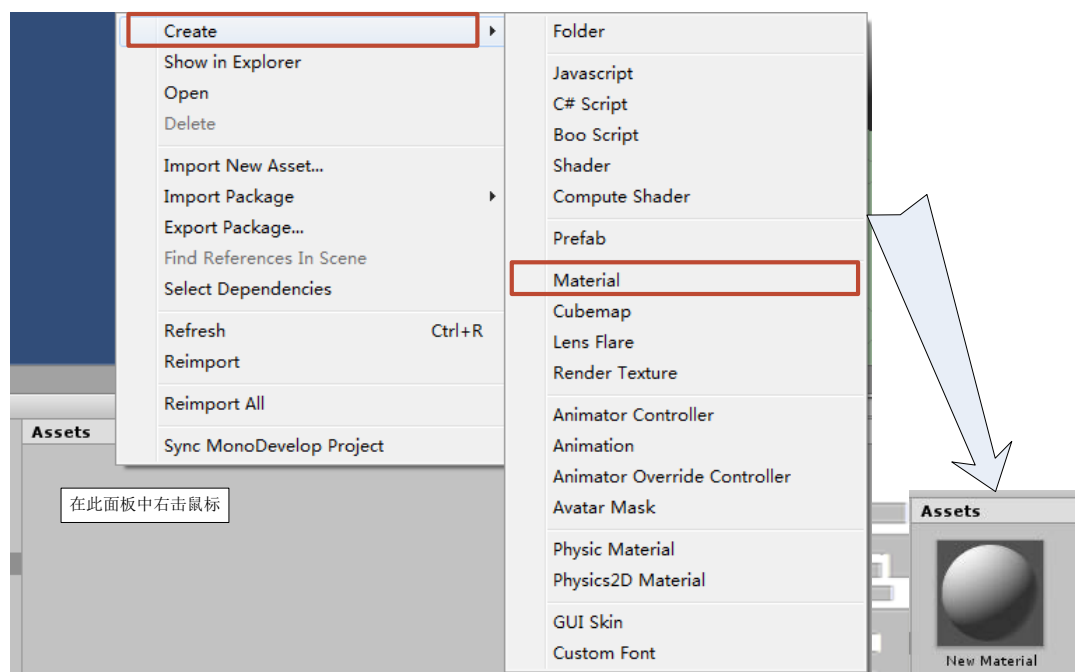 Create
Show in Explorer
Open
Delete
Import New Asset...
Import Package
Export Package...
Find References In Scene
Select Dependencies
Refresh Ctrl+R
Reimport
Reimport All
Sync MonoDevelop Project
Folder
Javascript
C# Script
Boo Script
Shader
Compute Shader
Prefab
Material
Cubemap
Lens Flare
Render Texture
Animator Controller
Animation
Animator Override Controller
Avatar Mask
Physic Material
Physics2D Material
GUI Skin
Custom Font
Assets
在此面板中右击鼠标
Assets
New Material